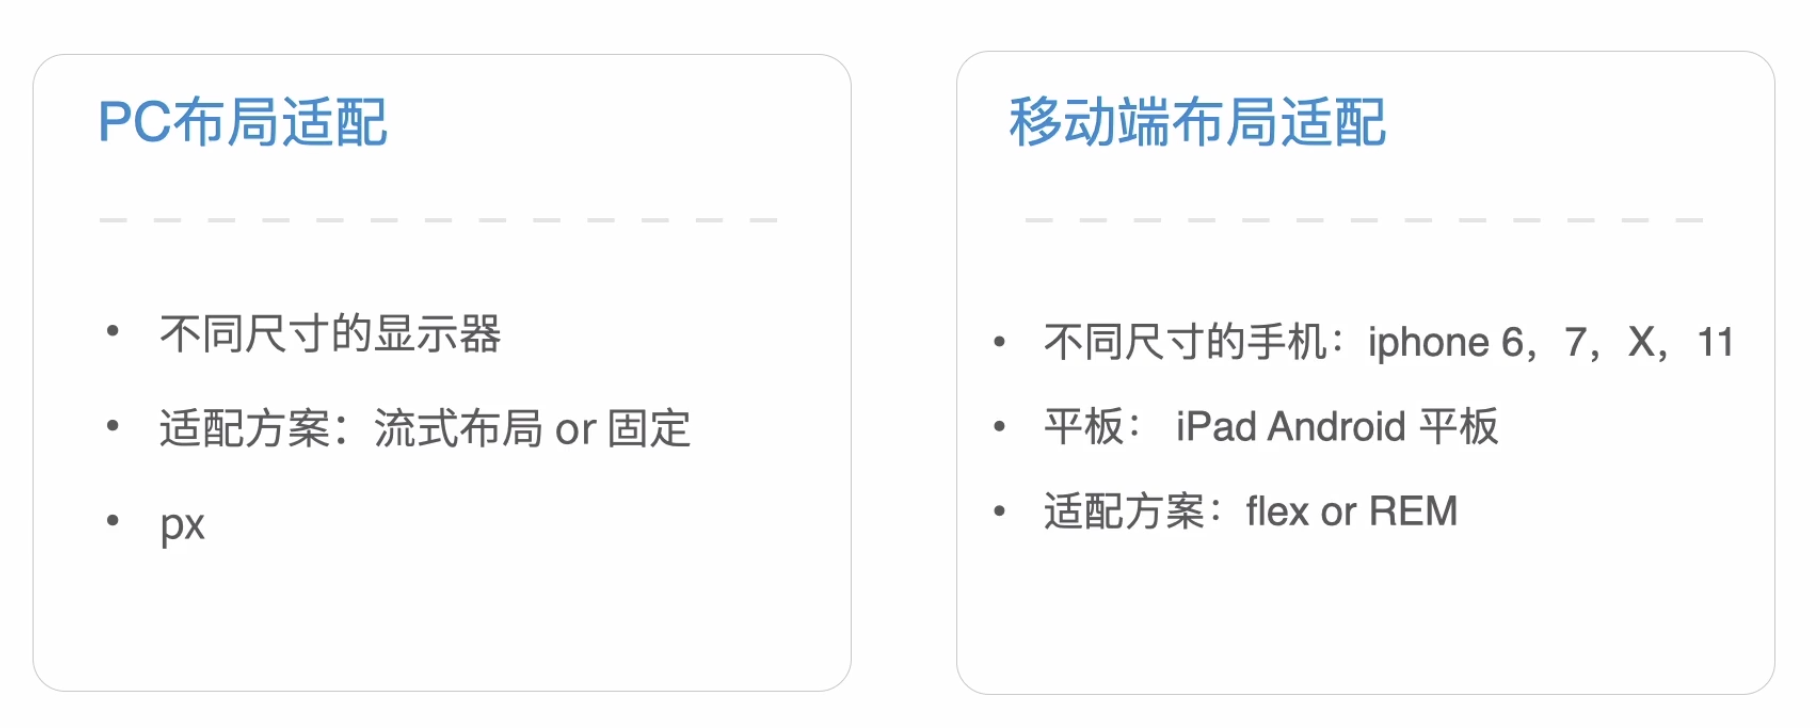 PC布局适配
• 不同尺寸的显示器
• 适配方案：流式布局 or 固定
• px
移动端布局适配
• 不同尺寸的手机：iphone 6，7，X，11
• 平板： iPad Android 平板
• 适配方案：flex or REM